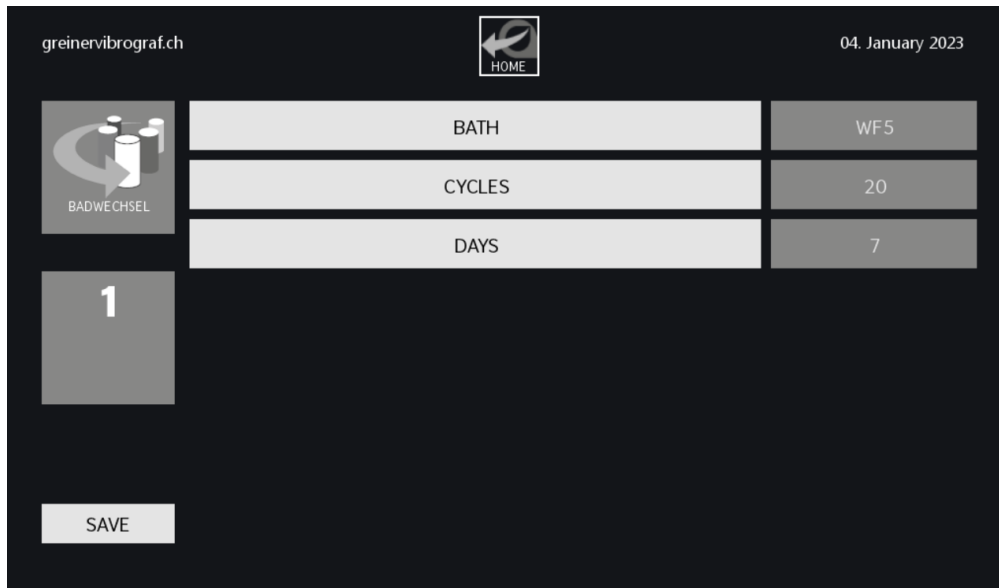 greinervibrograf.ch
HOME
04. January 2023
BADWECHSEL
BATH
WF5
CYCLES
20
DAYS
7
1
SAVE